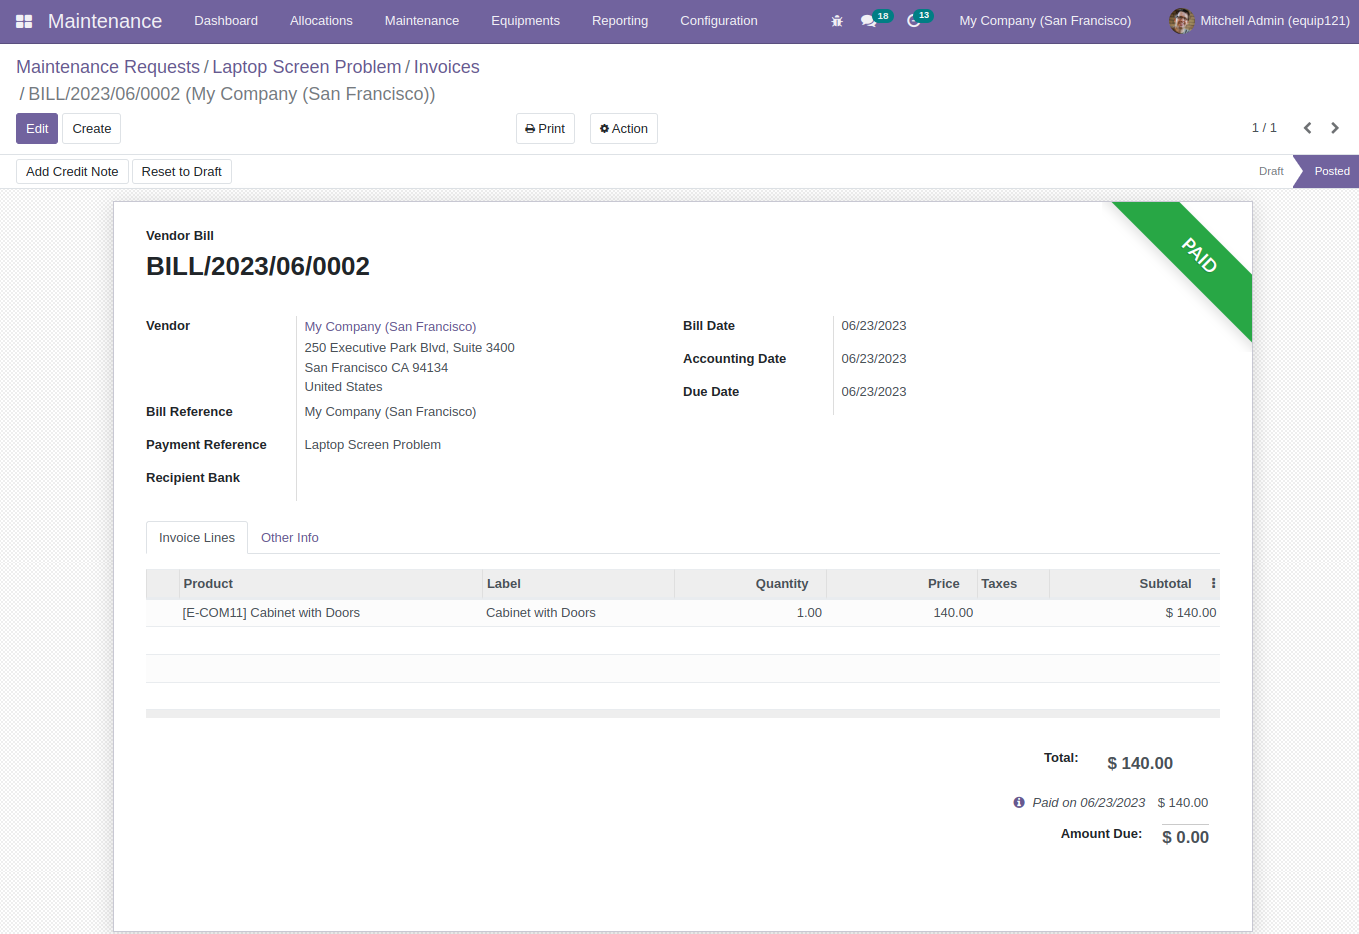 Maintenance Dashboard Allocations Maintenance Equipments Reporting Configuration 18 13 My Company (San Francisco) Mitchell Admin (equip121)
Maintenance Requests / Laptop Screen Problem / Invoices
/ BILL/2023/06/0002 (My Company (San Francisco))
Edit Create Print Action 1 / 1
Add Credit Note Reset to Draft Draft Posted
PAID
Vendor Bill
BILL/2023/06/0002
Vendor My Company (San Francisco) Bill Date 06/23/2023
250 Executive Park Blvd, Suite 3400
San Francisco CA 94134 Accounting Date 06/23/2023
United States Due Date 06/23/2023
Bill Reference My Company (San Francisco)
Payment Reference Laptop Screen Problem
Recipient Bank
Invoice Lines Other Info
Product Label Quantity Price Taxes Subtotal
[E-COM11] Cabinet with Doors Cabinet with Doors 1.00 140.00 $ 140.00
Total: $ 140.00
Paid on 06/23/2023 $ 140.00
Amount Due: $ 0.00